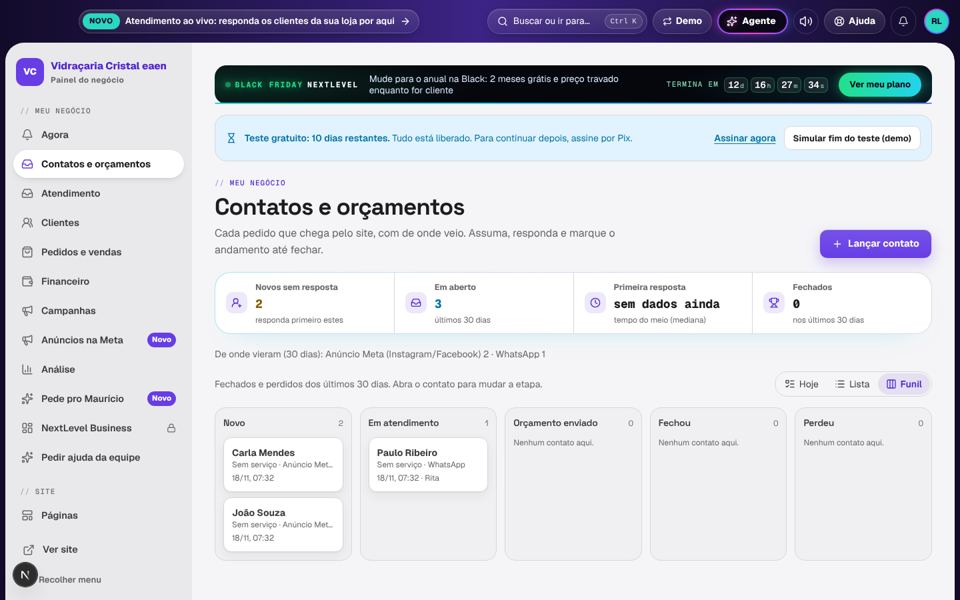 NOVO Atendimento ao vivo: responda os clientes da sua loja por aqui
Buscar ou ir para... Ctrl K
Demo
Agente
Ajuda
RL
VC
Vidraçaria Cristal eaen
Painel do negócio
// MEU NEGÓCIO
Agora
Contatos e orçamentos
Atendimento
Clientes
Pedidos e vendas
Financeiro
Campanhas
Anúncios na Meta Novo
Análise
Pede pro Maurício Novo
NextLevel Business
Pedir ajuda da equipe
// SITE
Páginas
Ver site
N
Recolher menu
BLACK FRIDAY NEXTLEVEL
Mude para o anual na Black: 2 meses grátis e preço travado
enquanto for cliente
TERMINA EM 12d 16h 27m 34s
Ver meu plano
Teste gratuito: 10 dias restantes. Tudo está liberado. Para continuar depois, assine por Pix.
Assinar agora
Simular fim do teste (demo)
// MEU NEGÓCIO
Contatos e orçamentos
Cada pedido que chega pelo site, com de onde veio. Assuma, responda e marque o
andamento até fechar.
+ Lançar contato
Novos sem resposta
2
responda primeiro estes
Em aberto
3
últimos 30 dias
Primeira resposta
sem dados ainda
tempo do meio (mediana)
Fechados
0
nos últimos 30 dias
De onde vieram (30 dias): Anúncio Meta (Instagram/Facebook) 2 · WhatsApp 1
Fechados e perdidos dos últimos 30 dias. Abra o contato para mudar a etapa.
Hoje
Lista
Funil
Novo 2
Carla Mendes
Sem serviço · Anúncio Met...
18/11, 07:32
João Souza
Sem serviço · Anúncio Met...
18/11, 07:32
Em atendimento 1
Paulo Ribeiro
Sem serviço · WhatsApp
18/11, 07:32 · Rita
Orçamento enviado 0
Nenhum contato aqui.
Fechou 0
Nenhum contato aqui.
Perdeu 0
Nenhum contato aqui.